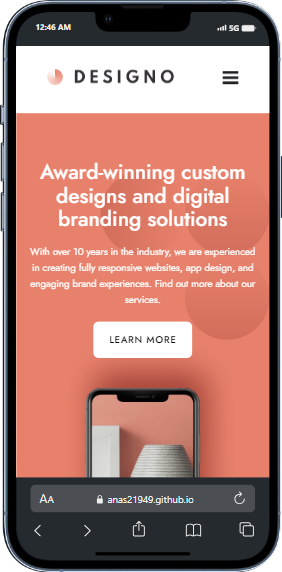 12:46 AM
5G
DESIGNO
Award-winning custom
designs and digital
branding solutions
With over 10 years in the industry, we are experienced
in creating fully responsive websites, app design, and
engaging brand experiences. Find out more about our
services.
LEARN MORE
AA
anas21949.github.io